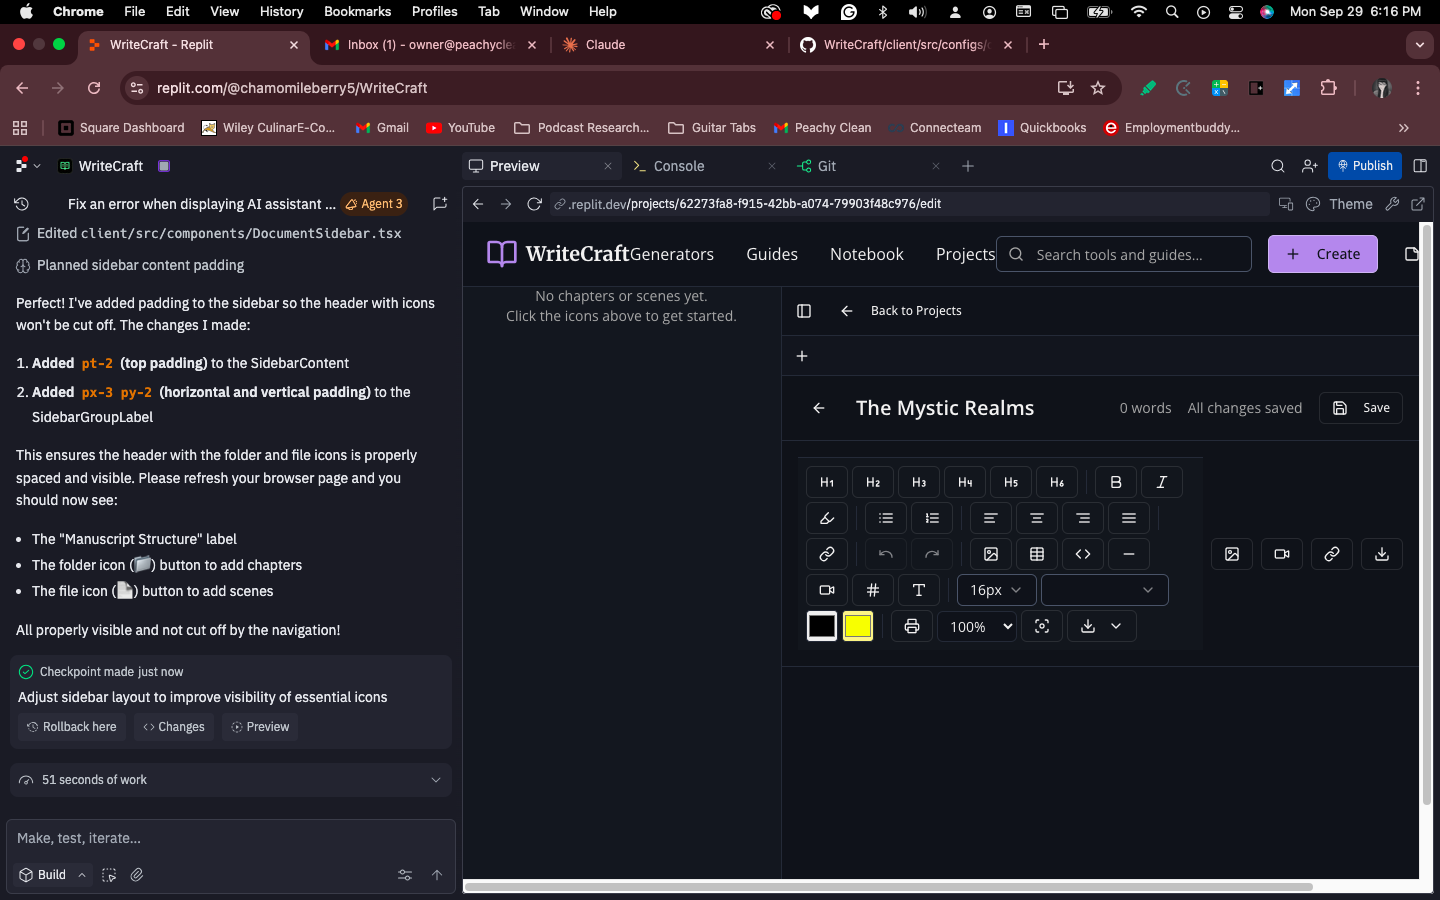 Chrome File Edit View History Bookmarks Profiles Tab Window Help Mon Sep 29 6:16 PM
WriteCraft - Replit
Inbox (1) - owner@peachycle
Claude
WriteCraft/client/src/configs/
replit.com/@chamomileberry5/WriteCraft
Square Dashboard
Wiley CulinarE-Co...
Gmail
YouTube
Podcast Research...
Guitar Tabs
Peachy Clean
Connecteam
Quickbooks
Employmentbuddy...
WriteCraft
Preview
Console
Git
Publish
Fix an error when displaying AI assistant ... Agent 3
Edited client/src/components/DocumentSidebar.tsx
Planned sidebar content padding
Perfect! I've added padding to the sidebar so the header with icons
won't be cut off. The changes I made:
1. Added pt-2 (top padding) to the SidebarContent
2. Added px-3 py-2 (horizontal and vertical padding) to the
SidebarGroupLabel
This ensures the header with the folder and file icons is properly
spaced and visible. Please refresh your browser page and you
should now see:
• The "Manuscript Structure" label
• The folder icon (📁) button to add chapters
• The file icon (📄) button to add scenes
All properly visible and not cut off by the navigation!
Checkpoint made just now
Adjust sidebar layout to improve visibility of essential icons
Rollback here
Changes
Preview
51 seconds of work
Make, test, iterate...
Build
.replit.dev/projects/62273fa8-f915-42bb-a074-79903f48c976/edit
Theme
WriteCraft
Generators
Guides
Notebook
Projects
Search tools and guides...
+ Create
No chapters or scenes yet.
Click the icons above to get started.
Back to Projects
+
The Mystic Realms
0 words
All changes saved
Save
H1 H2 H3 H4 H5 H6 B I
# T 16px
100%